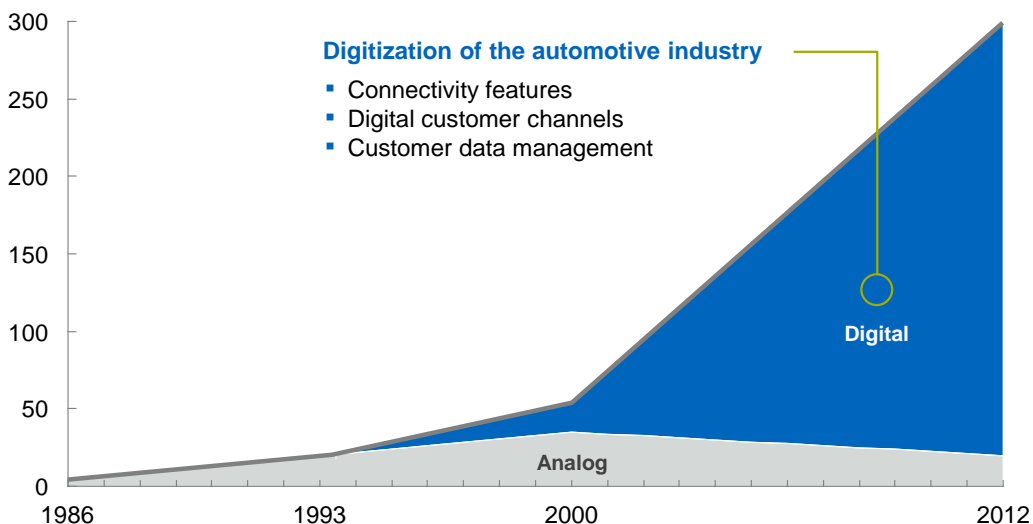 300
250
200
150
100
50
0
Digitization of the automotive industry
▪ Connectivity features
▪ Digital customer channels
▪ Customer data management
Digital
Analog
1986 1993 2000 2012